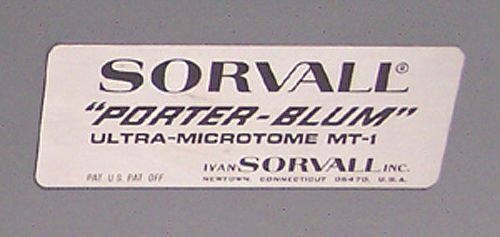 SORVALL®
"PORTER-BLUM"
ULTRA-MICROTOME MT-1
IVAN SORVALL INC.
PAT. U.S. PAT. OFF. NEWTOWN, CONNECTICUT 06470, U.S.A.